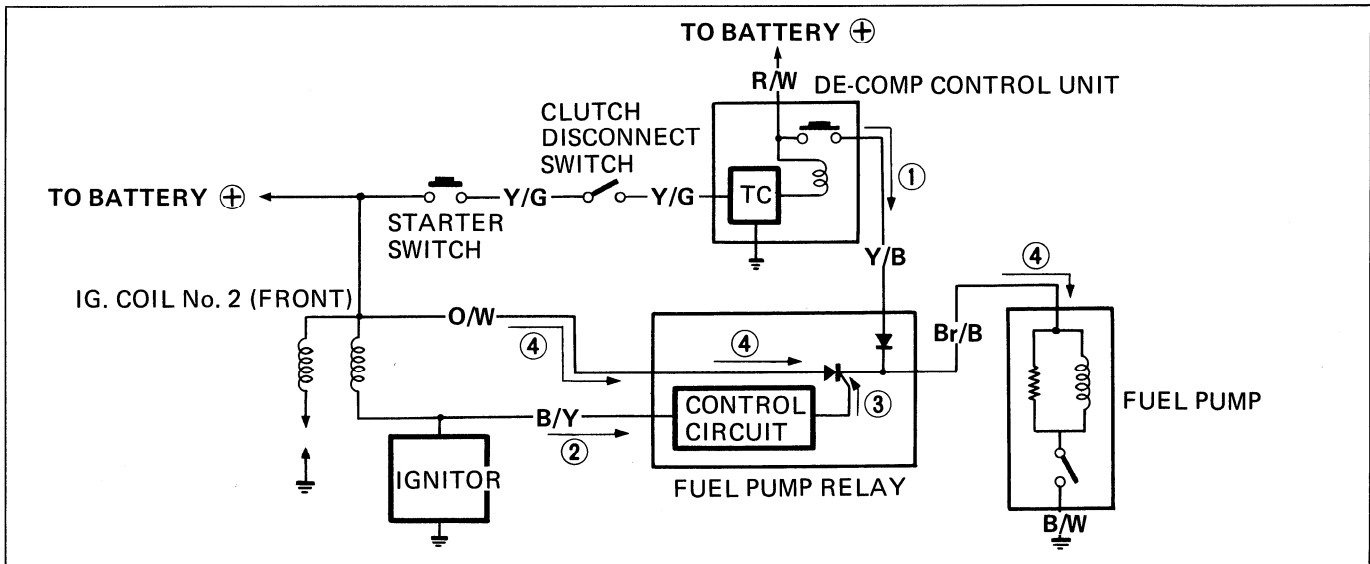 TO BATTERY ⊕
R/W
DE-COMP CONTROL UNIT
CLUTCH
DISCONNECT
SWITCH
①
TO BATTERY ⊕
Y/G
Y/G
TC
STARTER
SWITCH
Y/B
④
IG. COIL No. 2 (FRONT)
O/W
④
④
Br/B
③
FUEL PUMP
B/Y
②
CONTROL
CIRCUIT
IGNITOR
FUEL PUMP RELAY
B/W